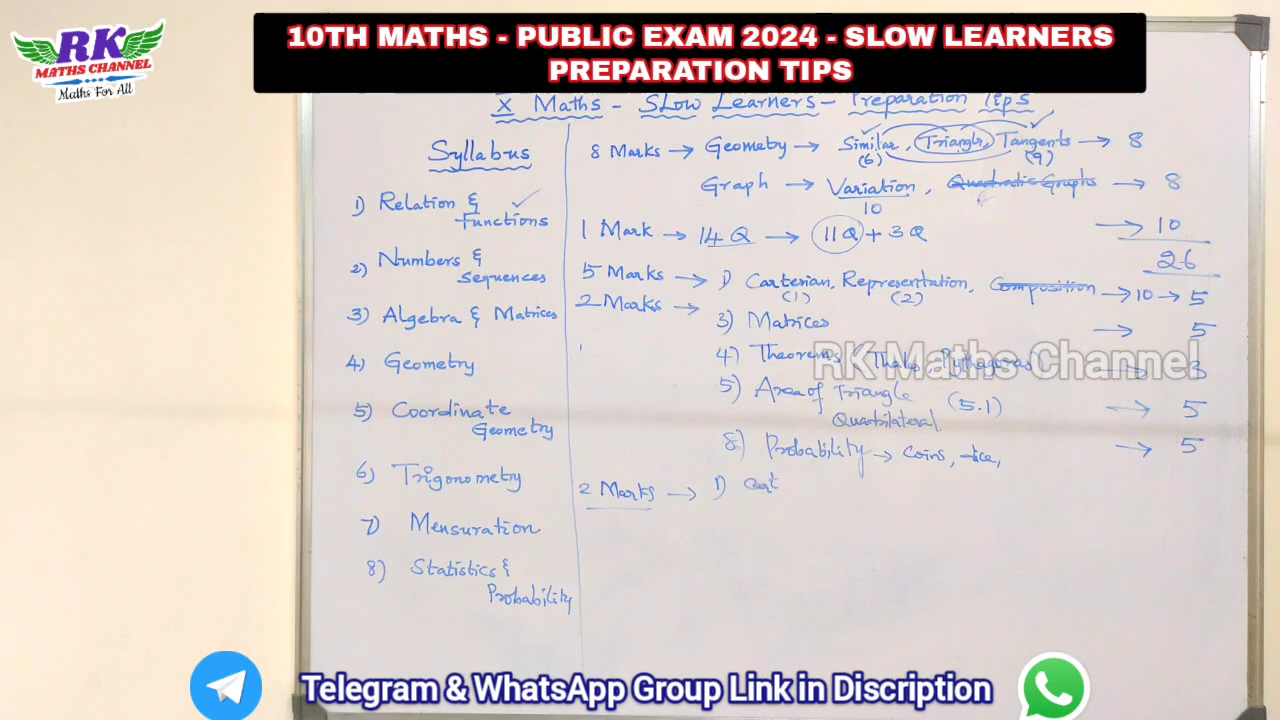 RK
MATHS CHANNEL
Maths For All
10TH MATHS - PUBLIC EXAM 2024 - SLOW LEARNERS
PREPARATION TIPS
X Maths - Slow Learners - Preparation Tips
Syllabus
1) Relation &
Functions
2) Numbers &
Sequences
3) Algebra & Matrices
4) Geometry
5) Coordinate
Geometry
6) Trigonometry
7) Mensuration
8) Statistics &
Probability
8 Marks → Geometry → Similar, Triangle, Tangents → 8
(6) (9)
Graph → Variation, Quadratic Graphs → 8
10
1 Mark → 14 Q → 11Q + 3Q → 10
26
5 Marks → 1) Carterian, Representation, Composition → 10 → 5
(1) (2)
2 Marks → 3) Matrices → 5
4) Theorems (Thales Pythagoras) → 3
5) Area of Triangle (5.1) → 5
Quarbilateral
8) Probability → Coins, → 5
2 Marks → 1) Cart
RK Maths Channel
Telegram & WhatsApp Group Link in Discription